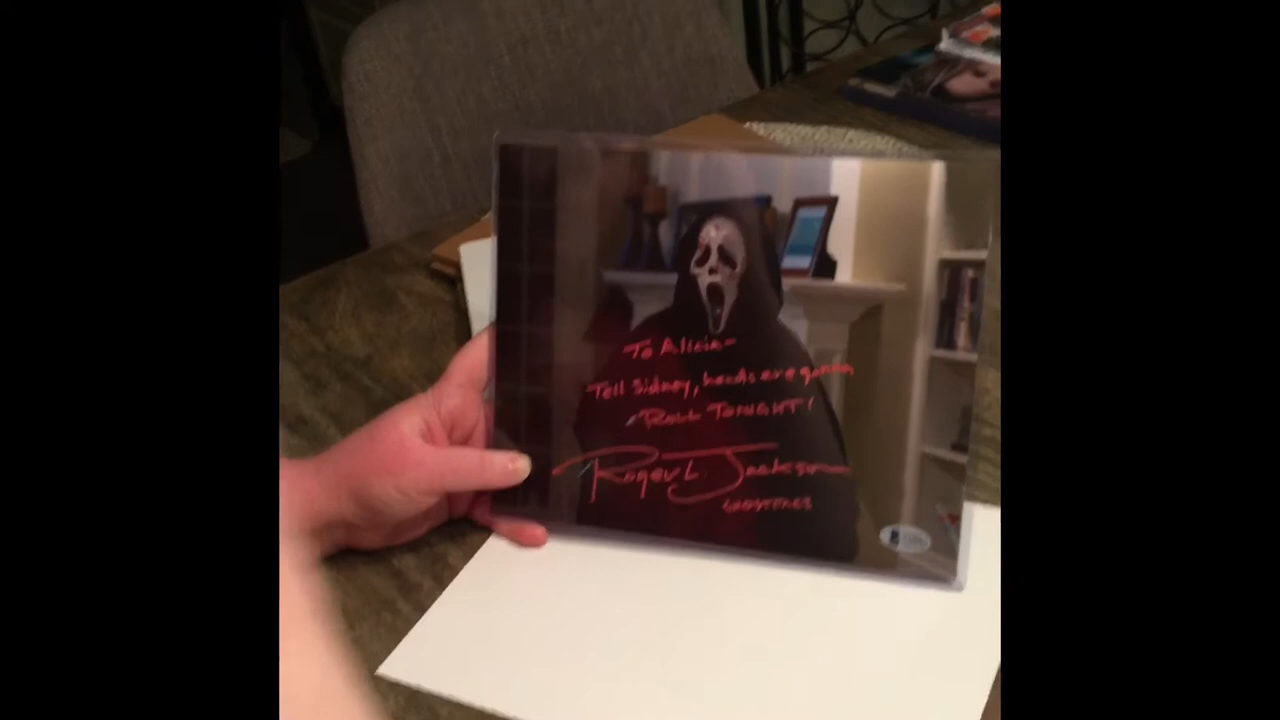 To Alicia-
Tell Sidney, heads are gonna
ROLL TONIGHT!
Roger L. Jackson
GHOSTFACE